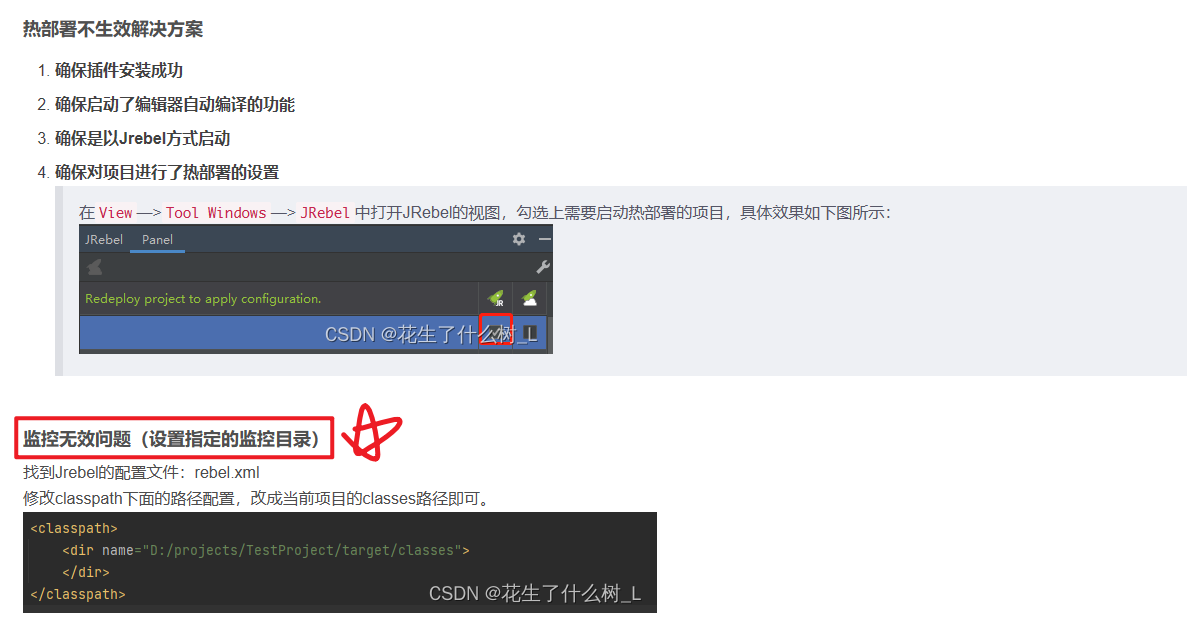 热部署不生效解决方案
1. 确保插件安装成功
2. 确保启动了编辑器自动编译的功能
3. 确保是以Jrebel方式启动
4. 确保对项目进行了热部署的设置
在 View —> Tool Windows —> JRebel 中打开JRebel的视图，勾选上需要启动热部署的项目，具体效果如下图所示：
JRebel Panel
Redeploy project to apply configuration.
CSDN @花生了什么树_L
监控无效问题（设置指定的监控目录）
找到Jrebel的配置文件：rebel.xml
修改classpath下面的路径配置，改成当前项目的classes路径即可。
<classpath>
<dir name="D:/projects/TestProject/target/classes">
</dir>
</classpath>
CSDN @花生了什么树_L